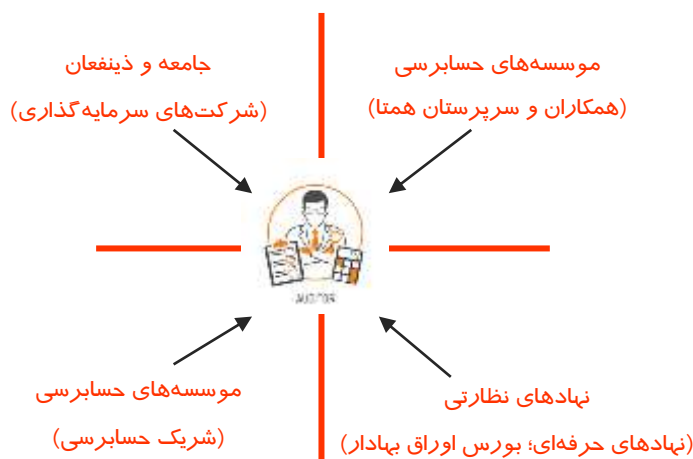 موسسه‌های حسابرسی
(همکاران و سرپرستان همتا)
جامعه و ذینفعان
(شرکت‌های سرمایه‌گذاری)
AUDITOR
نهادهای نظارتی
(نهادهای حرفه‌ای؛ بورس اوراق بهادار)
موسسه‌های حسابرسی
(شریک حسابرسی)